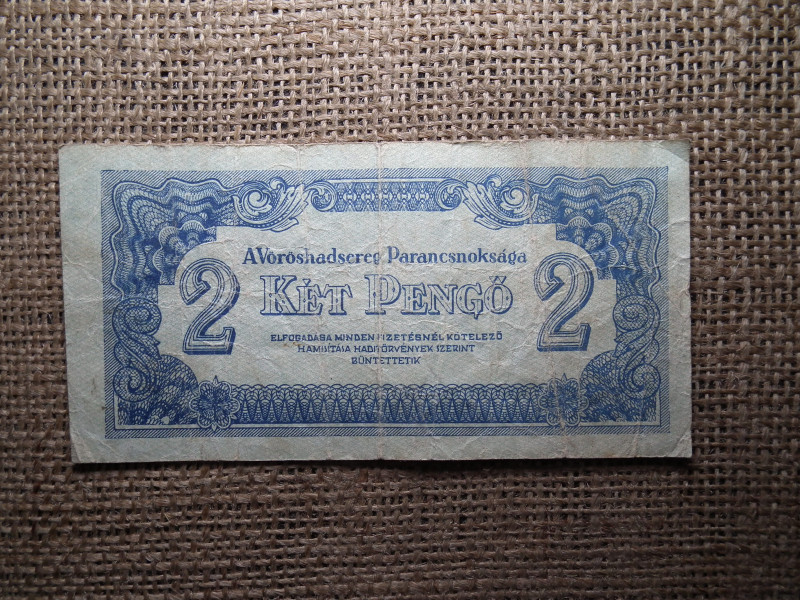 A Vöröshadsereg Parancsnoksága
2 KÉT PENGŐ 2
ELFOGADÁSA MINDEN FIZETÉSNÉL KÖTELEZŐ
HAMISÍTÁSA HADITÖRVÉNYEK SZERINT
BÜNTETTETIK